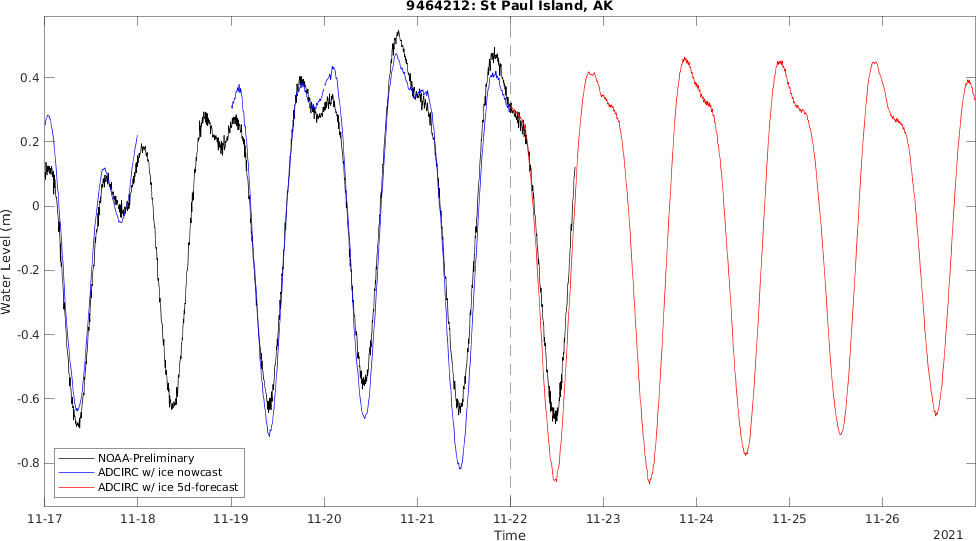 9464212: St Paul Island, AK
Water Level (m)
0.4
0.2
0
-0.2
-0.4
-0.6
-0.8
NOAA-Preliminary
ADCIRC w/ ice nowcast
ADCIRC w/ ice 5d-forecast
11-17 11-18 11-19 11-20 11-21 11-22 11-23 11-24 11-25 11-26
Time
2021